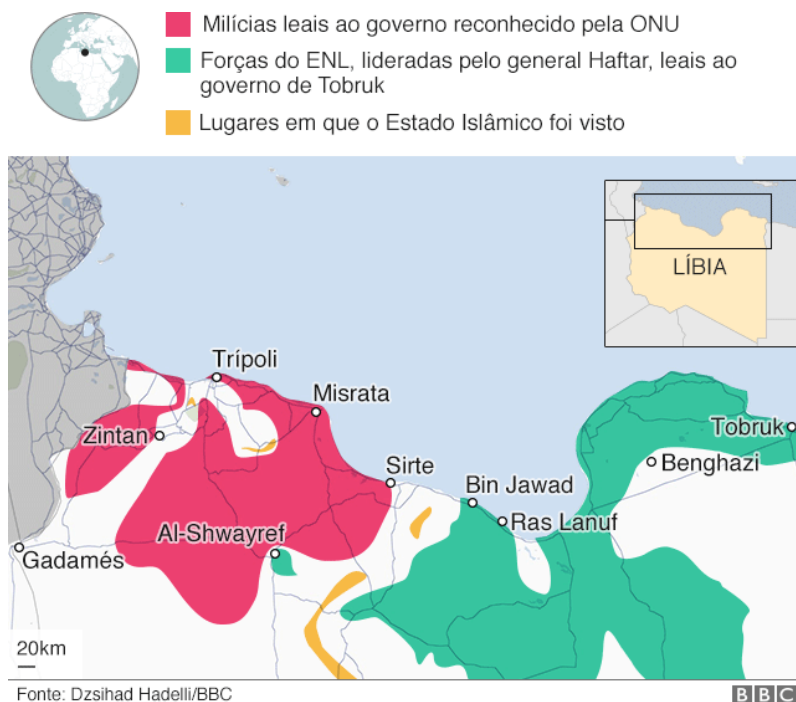 Milícias leais ao governo reconhecido pela ONU
Forças do ENL, lideradas pelo general Haftar, leais ao
governo de Tobruk
Lugares em que o Estado Islâmico foi visto
LÍBIA
Trípoli
Misrata
Zintan
Tobruk
Benghazi
Sirte
Bin Jawad
Ras Lanuf
Al-Shwayref
Gadamés
20km
Fonte: Dzsihad Hadelli/BBC
BBC